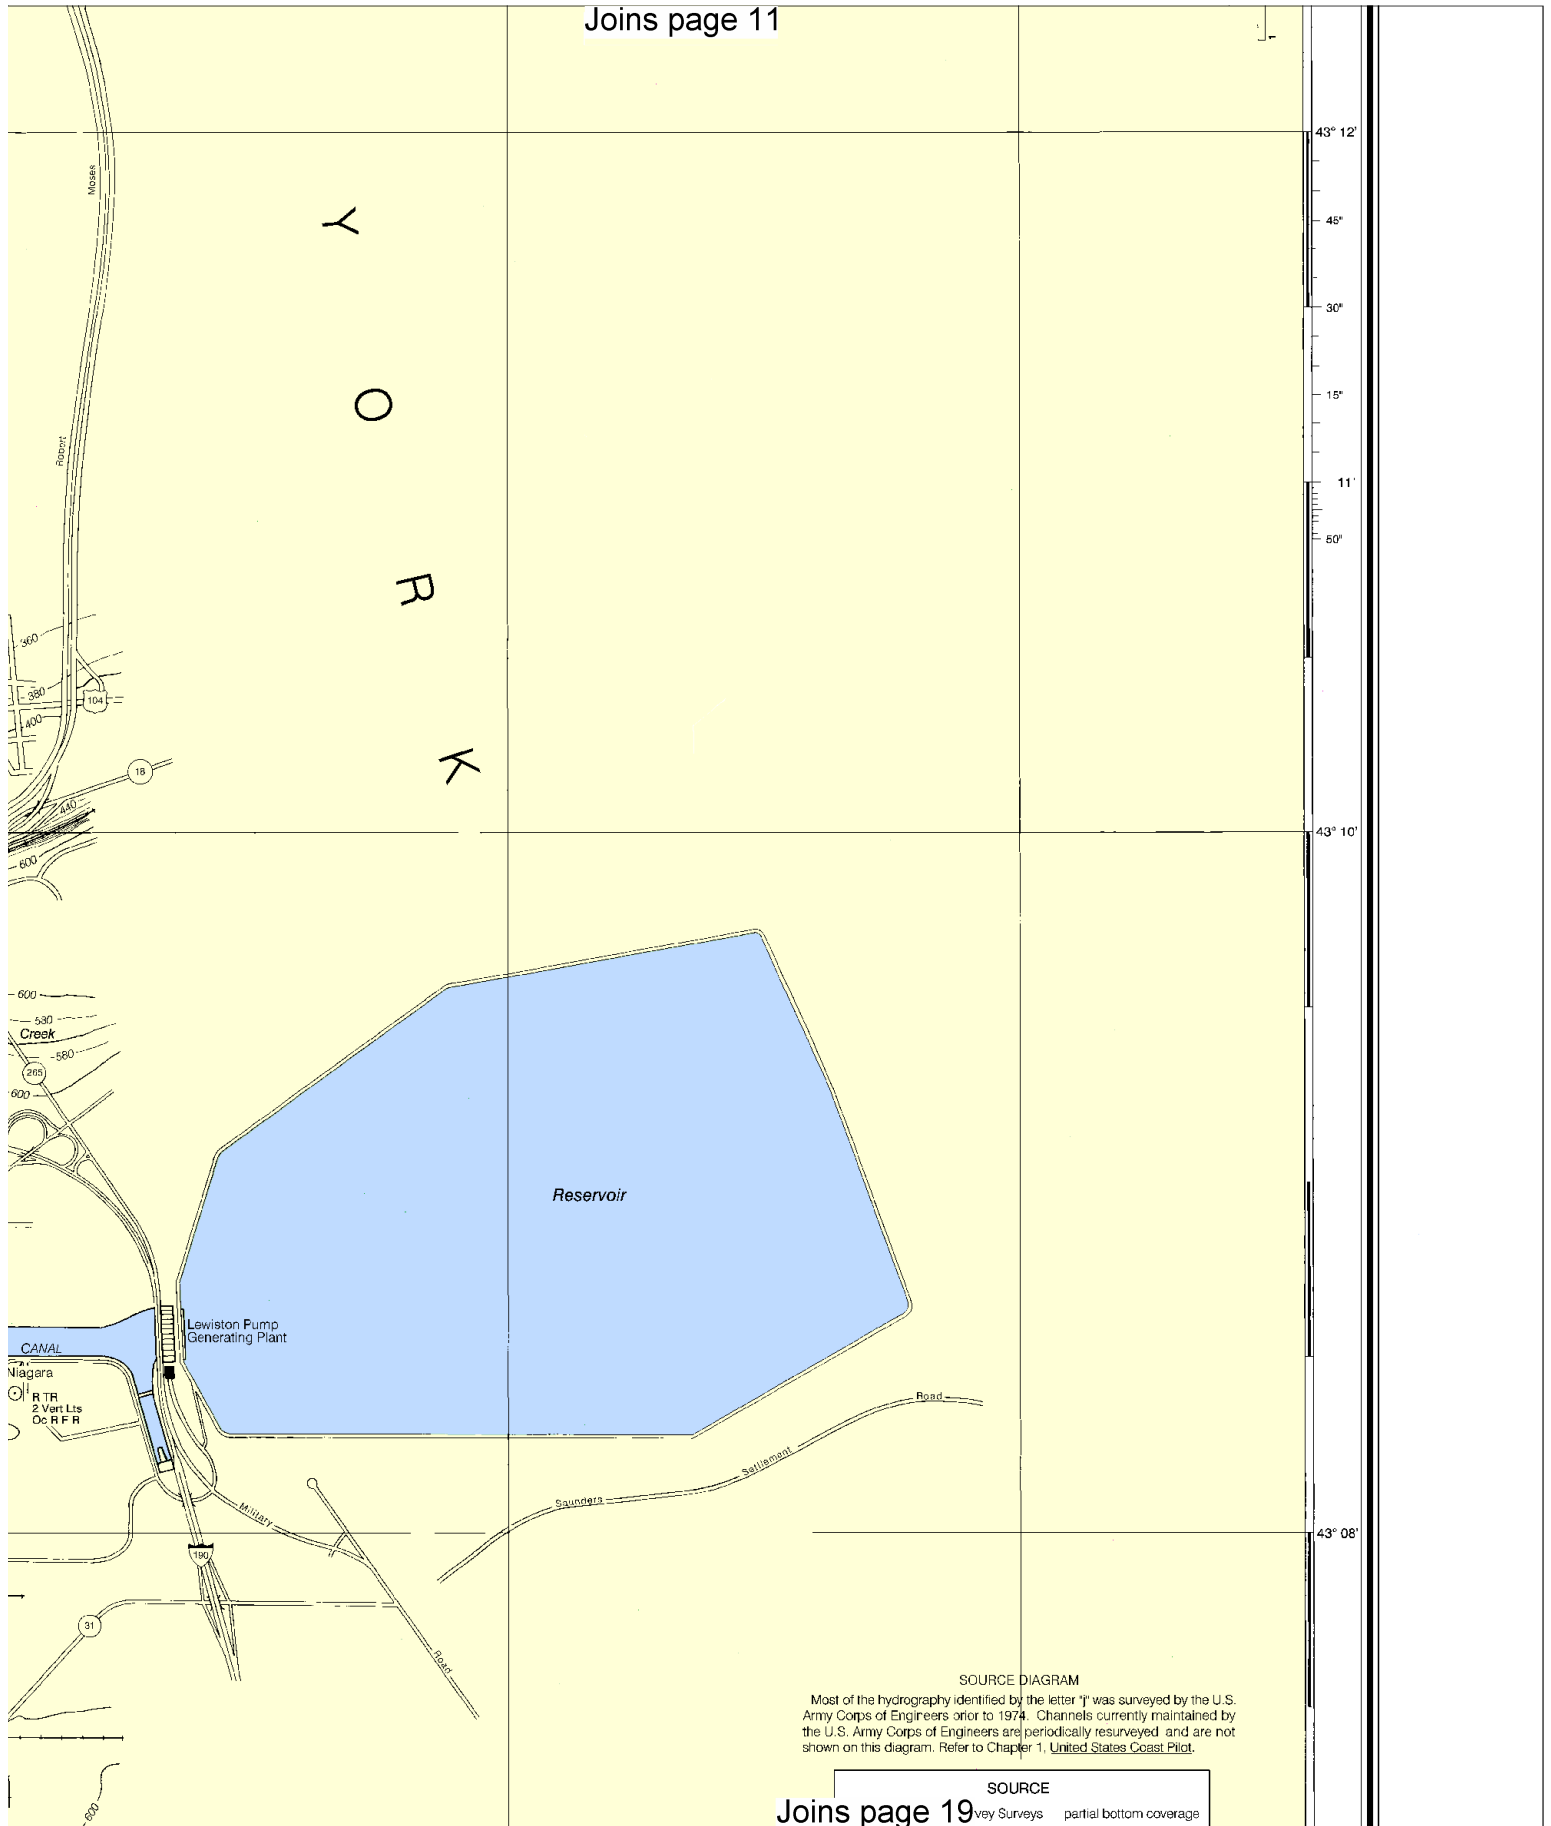 Joins page 11
1
43° 12'
Moses
Y
45"
30"
O
15"
Robert
11'
50"
R
360
380
104
400
K
18
440
43° 10'
600
600
580
Creek
580
265
600
Reservoir
Lewiston Pump
Generating Plant
CANAL
Niagara
R TR
2 Vert Lts
Oc R F R
Road
Settlement
Saunders
Military
43° 08'
190
31
Road
SOURCE DIAGRAM
Most of the hydrography identified by the letter "j" was surveyed by the U.S.
Army Corps of Engineers prior to 1974. Channels currently maintained by
the U.S. Army Corps of Engineers are periodically resurveyed and are not
shown on this diagram. Refer to Chapter 1, United States Coast Pilot.
SOURCE
600
Joins page 19
vey Surveys partial bottom coverage